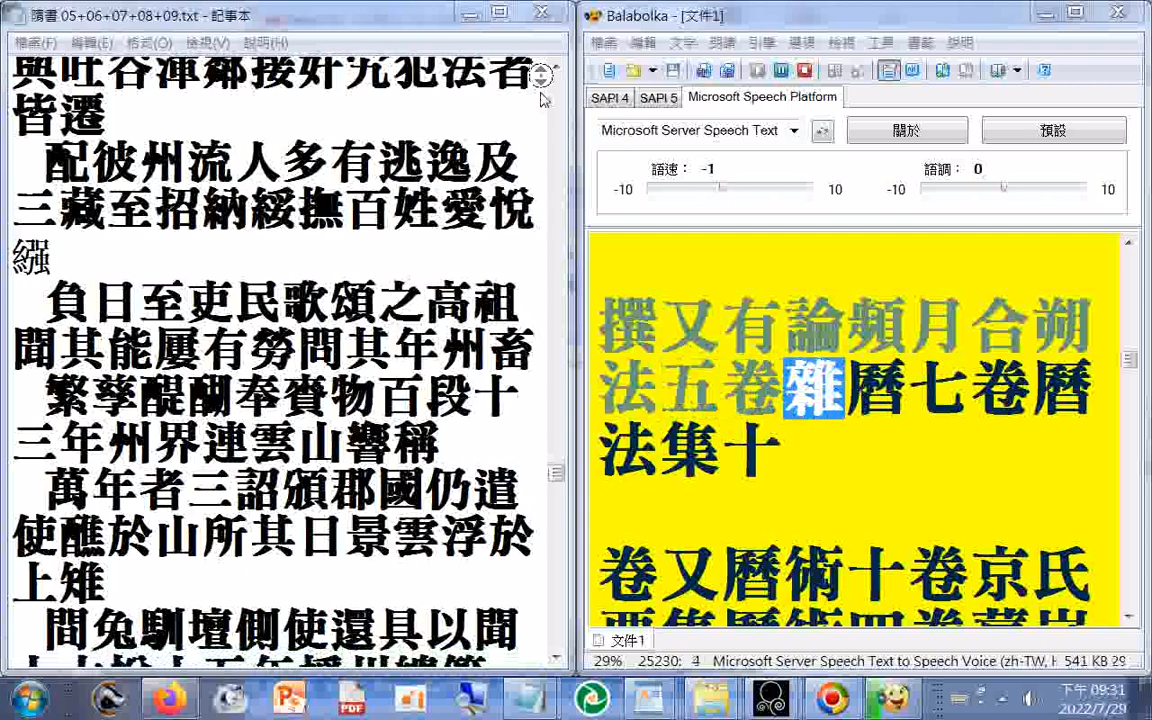 隋書 05+06+07+08+09.txt - 記事本
檔案(F) 編輯(E) 格式(O) 檢視(V) 說明(H)
與吐谷渾鄰接奸宄犯法者
皆遷
配彼州流人多有逃逸及
三藏至招納綏撫百姓愛悅
繦
負日至吏民歌頌之高祖
聞其能屢有勞問其年州畜
繁孳醍醐奉賚物百段十
三年州界連雲山響稱
萬年者三詔頒郡國仍遣
使醮於山所其日景雲浮於
上雉
間兔馴壇側使還具以聞
Balabolka - [文件1]
檔案 編輯 文字 朗讀 引擎 選項 檢視 工具 書籤 說明
SAPI 4 SAPI 5 Microsoft Speech Platform
Microsoft Server Speech Text
關於
預設
語速： -1
語調： 0
-10 10 -10 10
撰又有論頻月合朔
法五卷雜曆七卷曆
法集十
卷又曆術十卷京氏
文件1
29% 25230: 4 Microsoft Server Speech Text to Speech Voice (zh-TW, H 541 KB 29
PDF
下午 09:31
2022/7/29